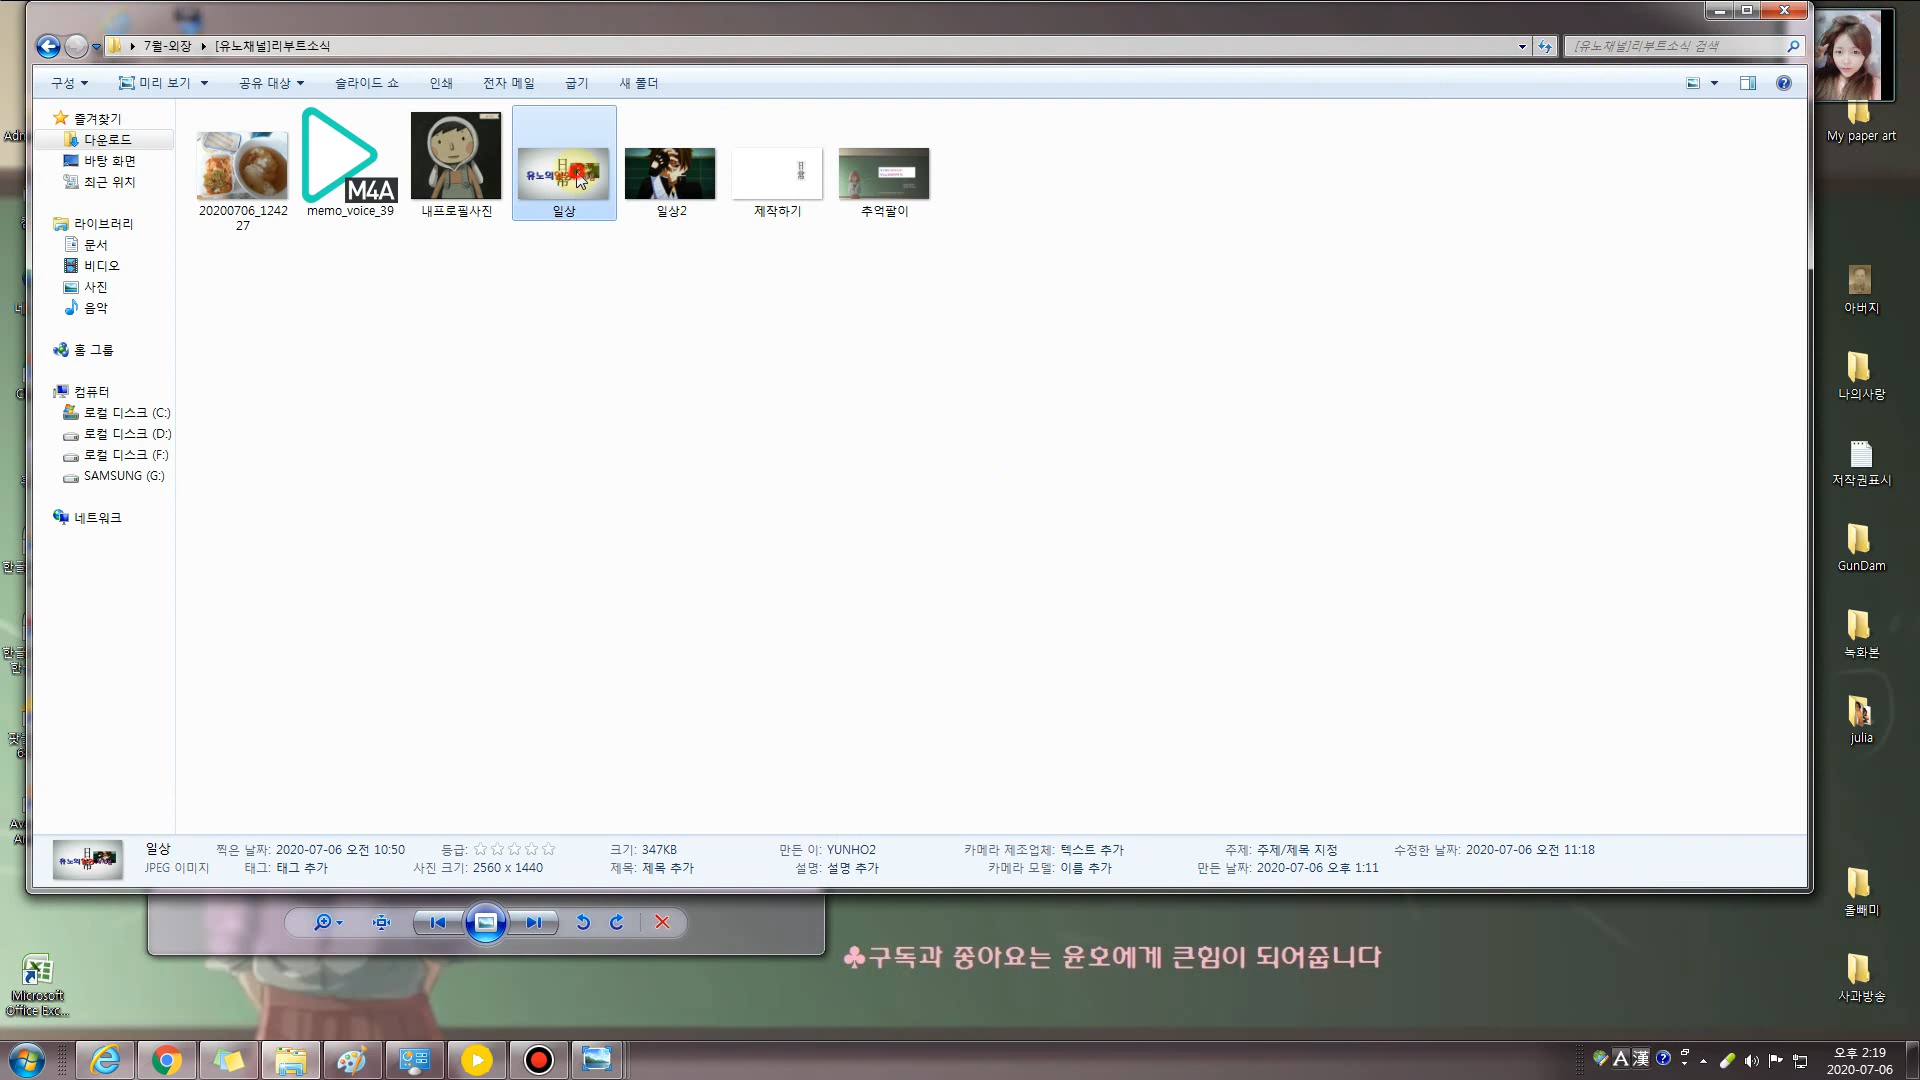 7월-외장 ▸ [유노채널]리부트소식
[유노채널]리부트소식 검색
구성 미리 보기 공유 대상 슬라이드 쇼 인쇄 전자 메일 굽기 새 폴더
즐겨찾기
다운로드
바탕 화면
최근 위치
라이브러리
문서
비디오
사진
음악
홈 그룹
컴퓨터
로컬 디스크 (C:)
로컬 디스크 (D:)
로컬 디스크 (F:)
SAMSUNG (G:)
네트워크
M4A
20200706_1242
27
memo_voice_39
내프로필사진
일상
일상2
제작하기
추억팔이
My paper art
아버지
나의사랑
저작권표시
GunDam
녹화본
julia
올빼미
사과방송
일상 찍은 날짜: 2020-07-06 오전 10:50 등급: 크기: 347KB 만든 이: YUNHO2 카메라 제조업체: 텍스트 추가 주제: 주제/제목 지정 수정한 날짜: 2020-07-06 오전 11:18
JPEG 이미지 태그: 태그 추가 사진 크기: 2560 x 1440 제목: 제목 추가 설명: 설명 추가 카메라 모델: 이름 추가 만든 날짜: 2020-07-06 오후 1:11
♣구독과 좋아요는 윤호에게 큰힘이 되어줍니다
Microsoft
Office Exc...
A 漢
오후 2:19
2020-07-06